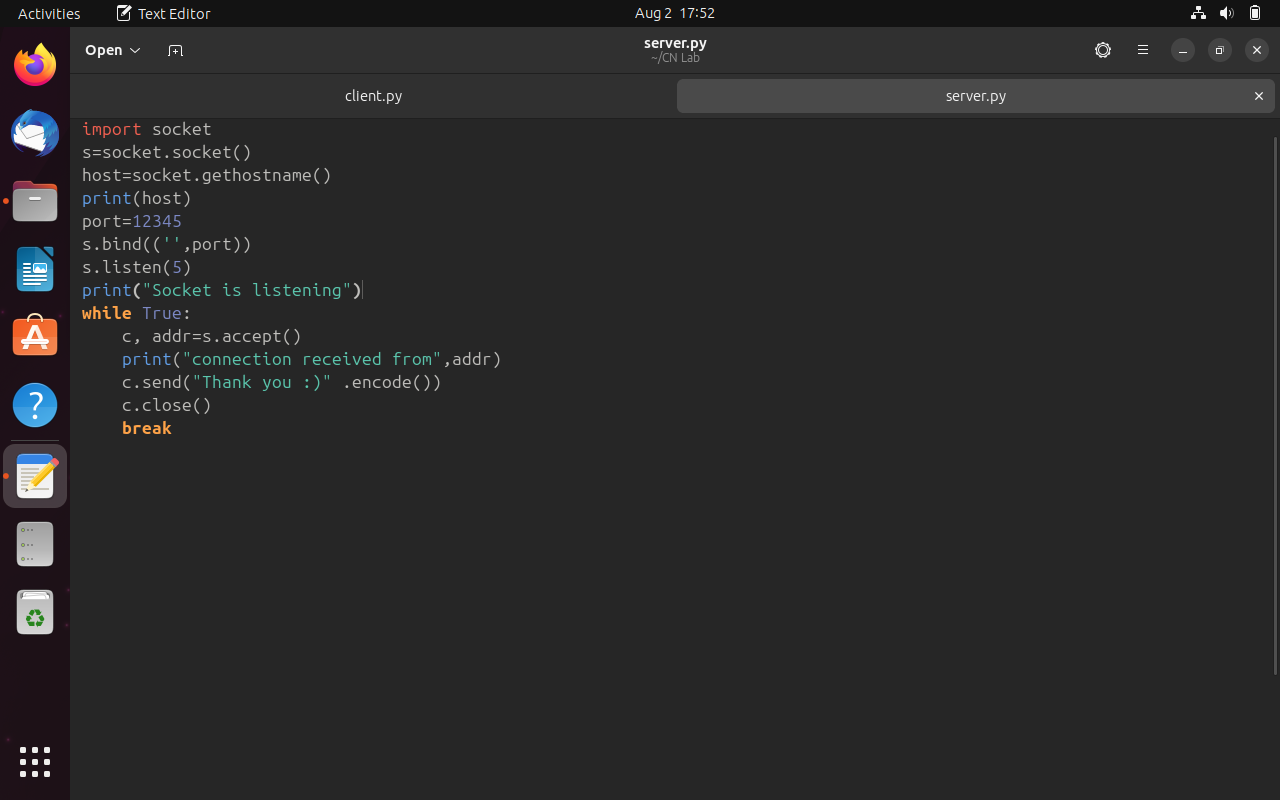 Activities
Text Editor
Aug 2 17:52
Open
server.py
~/CN Lab
client.py
server.py
import socket
s=socket.socket()
host=socket.gethostname()
print(host)
port=12345
s.bind(('',port))
s.listen(5)
print("Socket is listening")
while True:
    c, addr=s.accept()
    print("connection received from",addr)
    c.send("Thank you :)" .encode())
    c.close()
    break